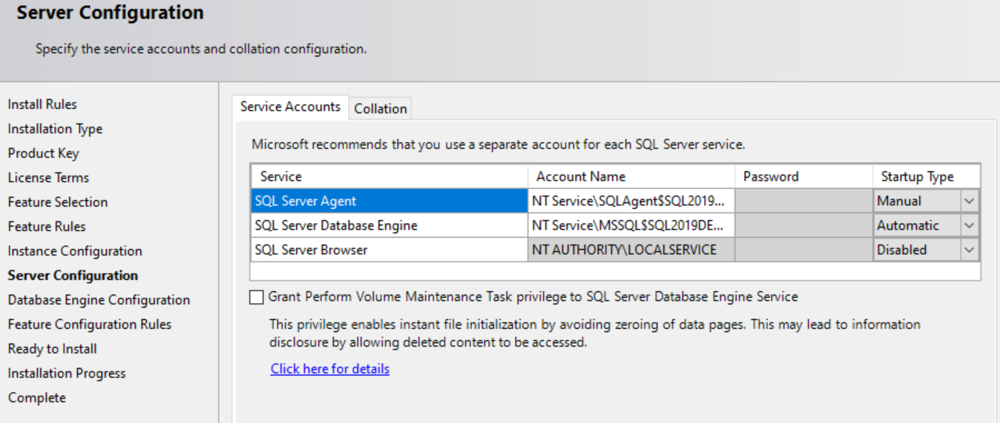 Server Configuration
Specify the service accounts and collation configuration.
Install Rules
Installation Type
Product Key
License Terms
Feature Selection
Feature Rules
Instance Configuration
Server Configuration
Database Engine Configuration
Feature Configuration Rules
Ready to Install
Installation Progress
Complete
Service Accounts Collation
Microsoft recommends that you use a separate account for each SQL Server service.
Service Account Name Password Startup Type
SQL Server Agent NT Service\SQLAgent$SQL2019... Manual
SQL Server Database Engine NT Service\MSSQL$SQL2019DE... Automatic
SQL Server Browser NT AUTHORITY\LOCALSERVICE Disabled
Grant Perform Volume Maintenance Task privilege to SQL Server Database Engine Service
This privilege enables instant file initialization by avoiding zeroing of data pages. This may lead to information
disclosure by allowing deleted content to be accessed.
Click here for details